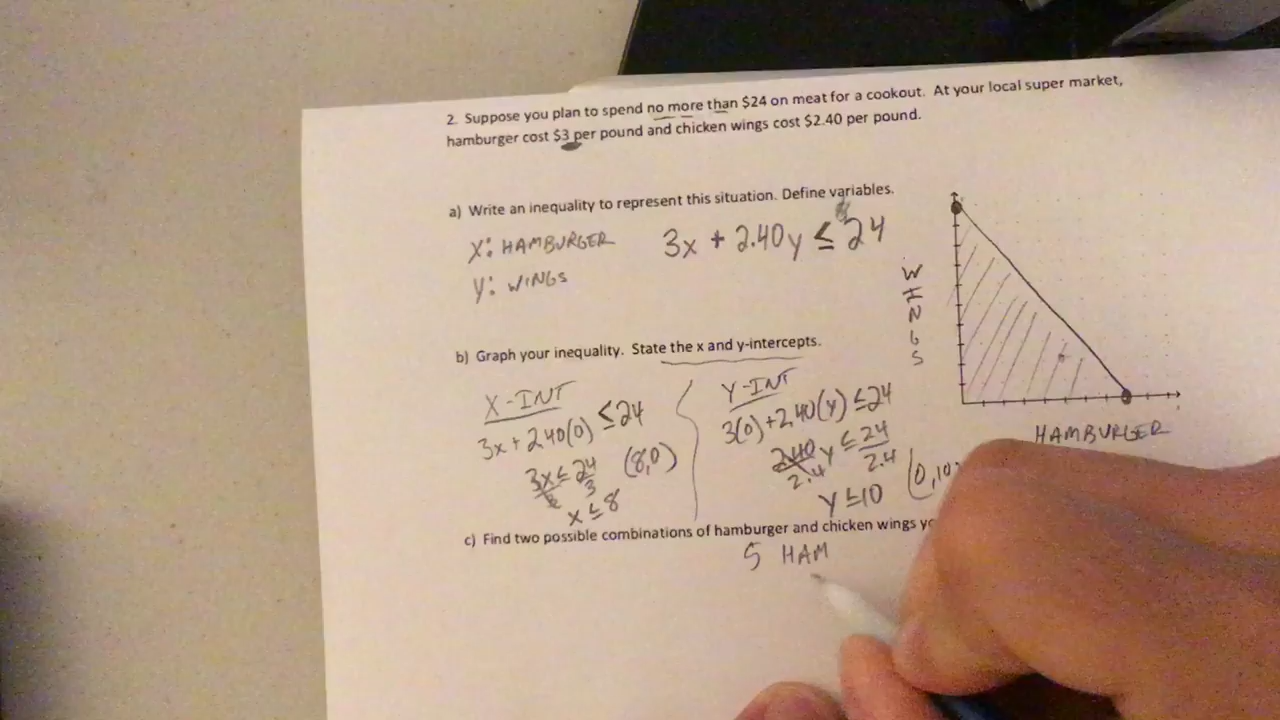 2. Suppose you plan to spend no more than $24 on meat for a cookout. At your local super market,
hamburger cost $3 per pound and chicken wings cost $2.40 per pound.
a) Write an inequality to represent this situation. Define variables.
X: HAMBURGER
3x + 2.40y ≤ 24
Y: WINGS
b) Graph your inequality. State the x and y-intercepts.
X-INT
3x + 2.40(0) ≤ 24
3x ≤ 24
3
(8,0)
x ≤ 8
Y-INT
3(0) + 2.40(y) ≤ 24
2.40y ≤ 24
2.4 2.4
y ≤ 10
(0,10)
W
I
N
G
S
HAMBURGER
c) Find two possible combinations of hamburger and chicken wings
5 HAM